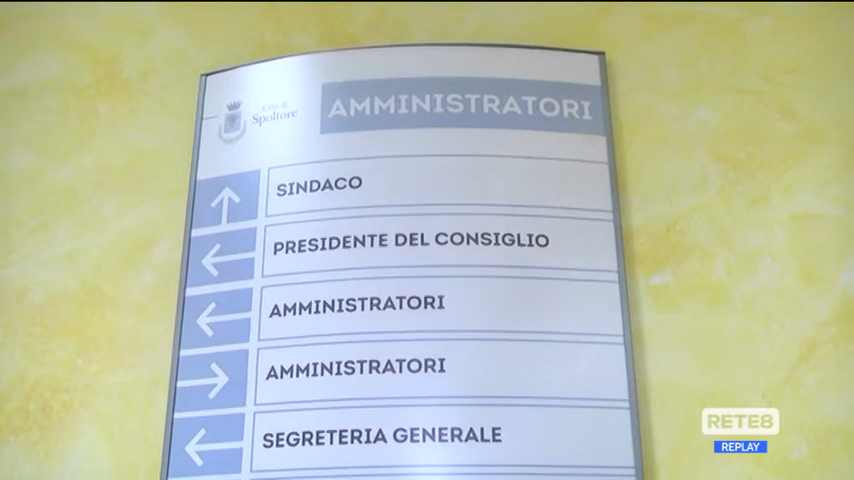 Città di
Spoltore
AMMINISTRATORI
SINDACO
PRESIDENTE DEL CONSIGLIO
AMMINISTRATORI
AMMINISTRATORI
SEGRETERIA GENERALE
RETE8
REPLAY